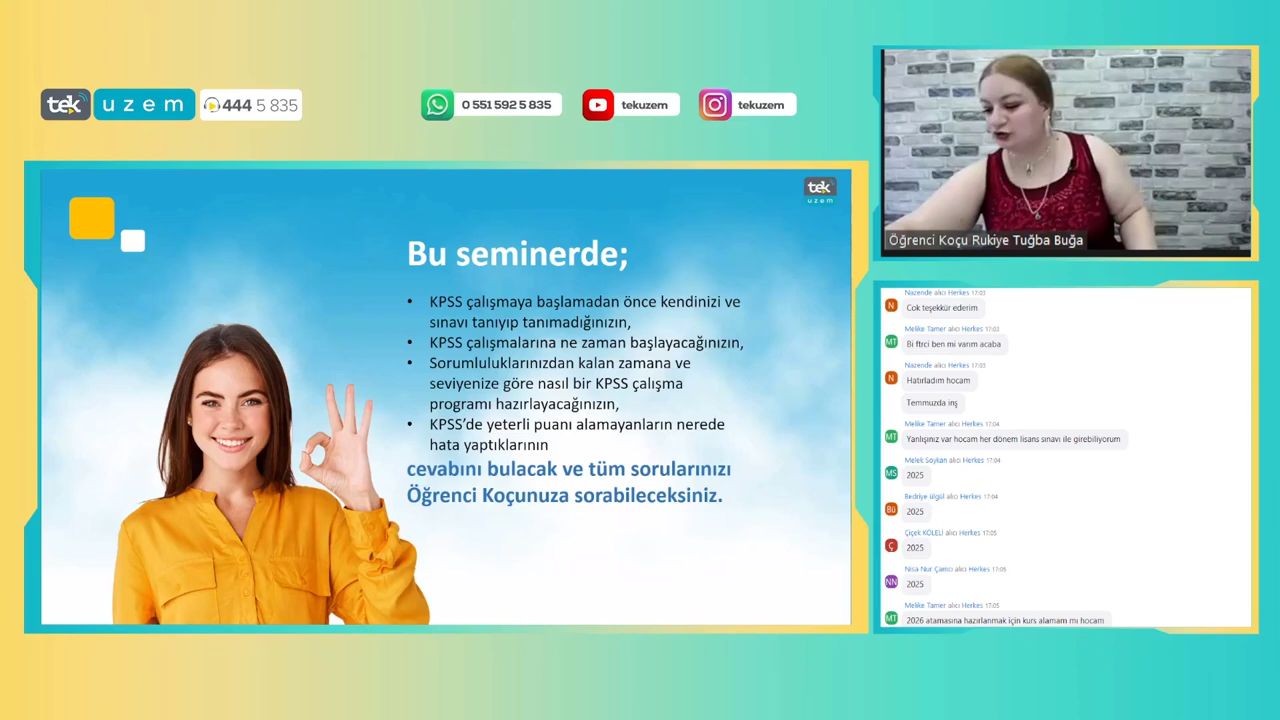 tek uzem 444 5 835
0 551 592 5 835
tekuzem
tekuzem
tek
uzem
Bu seminerde;
• KPSS çalışmaya başlamadan önce kendinizi ve
sınavı tanıyıp tanımadığınızın,
• KPSS çalışmalarına ne zaman başlayacağınızın,
• Sorumluluklarınızdan kalan zamana ve
seviyenize göre nasıl bir KPSS çalışma
programı hazırlayacağınızın,
• KPSS'de yeterli puanı alamayanların nerede
hata yaptıklarının
cevabını bulacak ve tüm sorularınızı
Öğrenci Koçunuza sorabileceksiniz.
Öğrenci Koçu Rukiye Tuğba Buğa
Nazende alıcı Herkes 17:03
N Cok teşekkür ederim
Melike Tamer alıcı Herkes 17:03
MT Bi ftrci ben mi varım acaba
Nazende alıcı Herkes 17:03
N Hatırladım hocam
Temmuzda inş
Melike Tamer alıcı Herkes 17:04
MT Yanlışınız var hocam her dönem lisans sınavı ile girebiliyorum
Melek Soykan alıcı Herkes 17:04
MS 2025
Bedriye ülgül alıcı Herkes 17:04
Bü 2025
Çiçek KÖLELİ alıcı Herkes 17:05
Ç 2025
Nisa Nur Çamcı alıcı Herkes 17:05
NN 2025
Melike Tamer alıcı Herkes 17:05
MT 2026 atamasına hazırlanmak için kurs alamam mı hocam